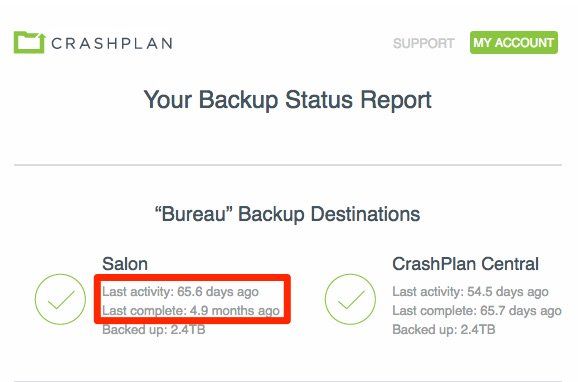 CRASHPLAN
SUPPORT MY ACCOUNT
Your Backup Status Report
“Bureau” Backup Destinations
Salon
Last activity: 65.6 days ago
Last complete: 4.9 months ago
Backed up: 2.4TB
CrashPlan Central
Last activity: 54.5 days ago
Last complete: 65.7 days ago
Backed up: 2.4TB